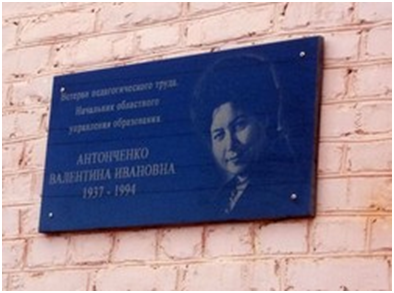 Ветеран педагогического труда.
Начальник областного
управления образования
АНТОНЧЕНКО
ВАЛЕНТИНА ИВАНОВНА
1937 - 1994